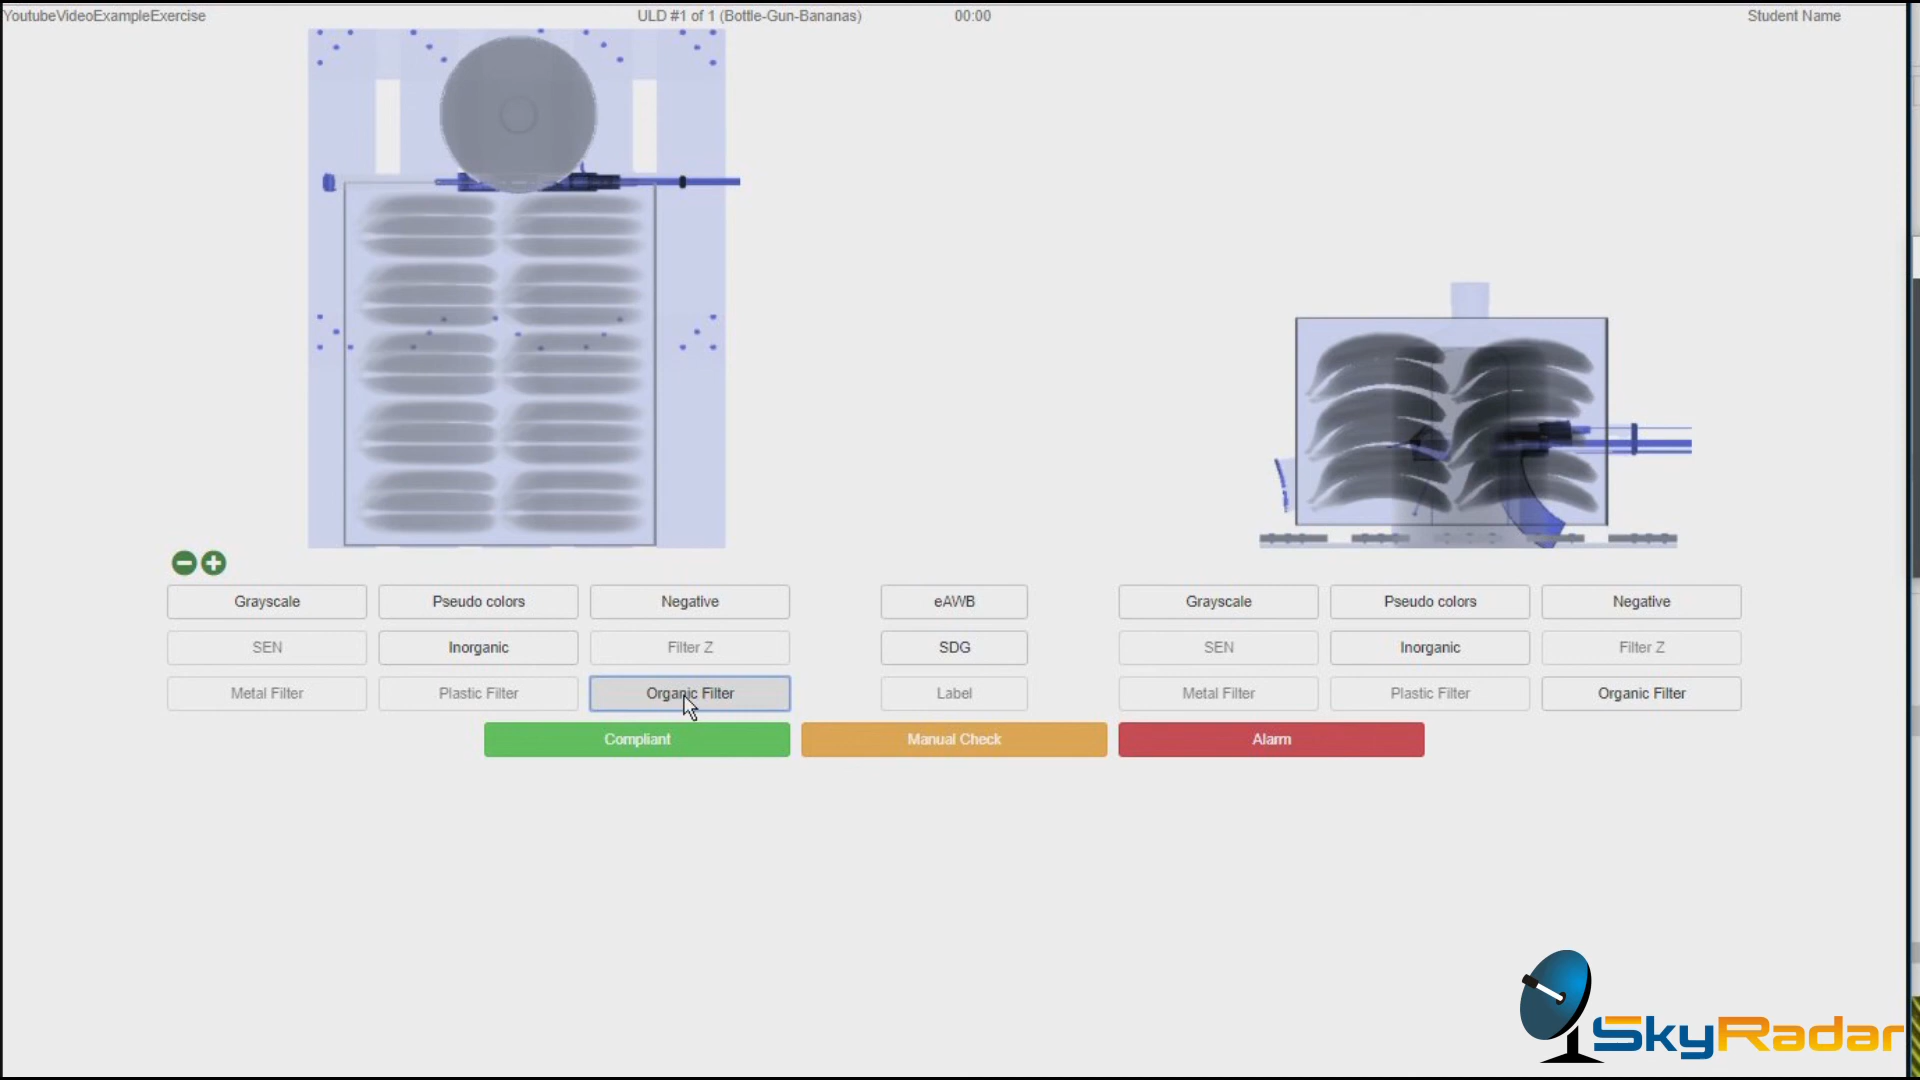 YoutubeVideoExampleExercise ULD #1 of 1 (Bottle-Gun-Bananas) 00:00 Student Name
Grayscale Pseudo colors Negative eAWB Grayscale Pseudo colors Negative
SEN Inorganic Filter Z SDG SEN Inorganic Filter Z
Metal Filter Plastic Filter Organic Filter Label Metal Filter Plastic Filter Organic Filter
Compliant Manual Check Alarm
SkyRadar